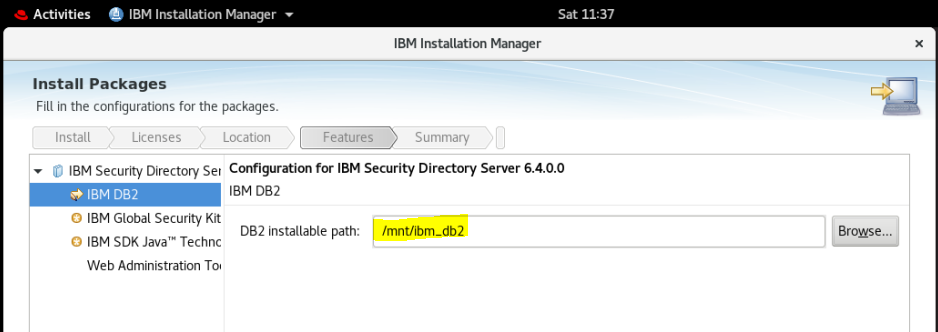 Activities IBM Installation Manager Sat 11:37
IBM Installation Manager ×
Install Packages
Fill in the configurations for the packages.
Install Licenses Location Features Summary
IBM Security Directory Ser
IBM DB2
IBM Global Security Kit
IBM SDK Java™ Techno
Web Administration To
Configuration for IBM Security Directory Server 6.4.0.0
IBM DB2
DB2 installable path: /mnt/ibm_db2 Browse...